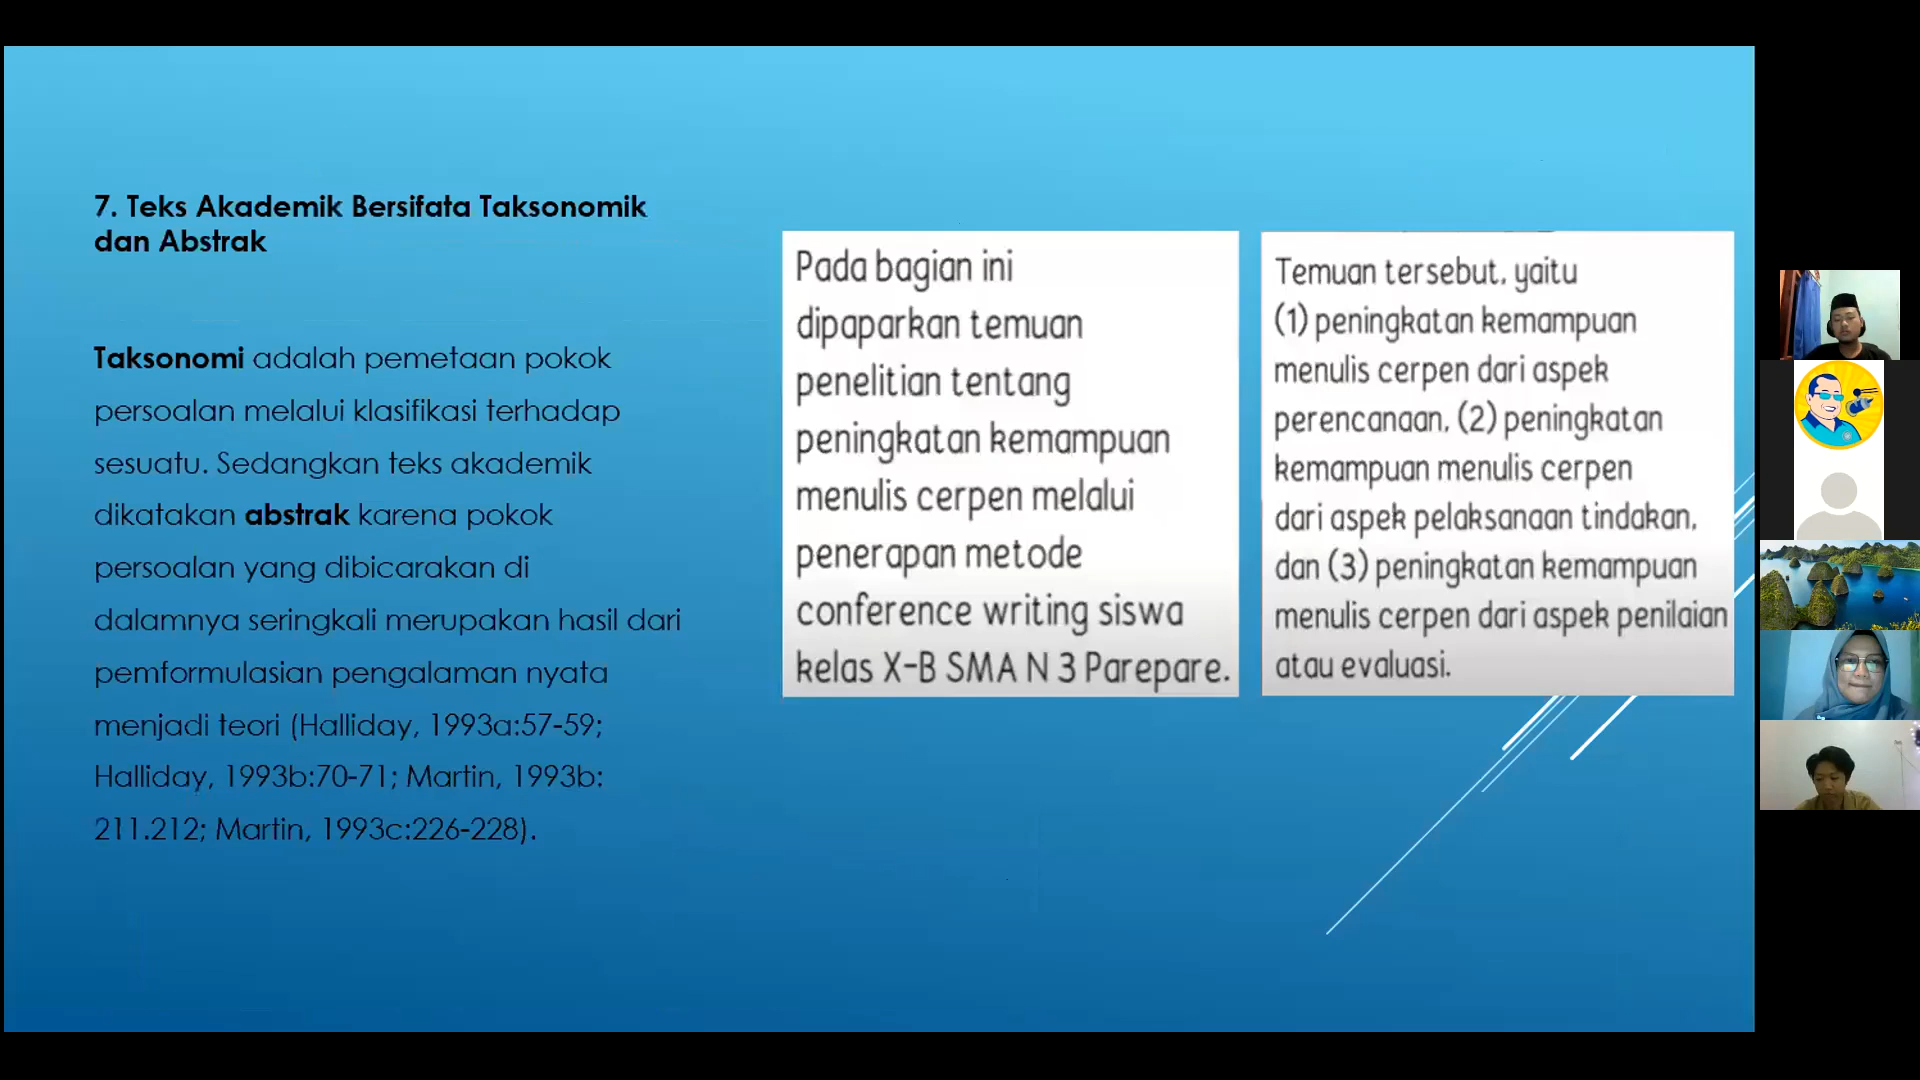 7. Teks Akademik Bersifata Taksonomik
dan Abstrak
Taksonomi adalah pemetaan pokok
persoalan melalui klasifikasi terhadap
sesuatu. Sedangkan teks akademik
dikatakan abstrak karena pokok
persoalan yang dibicarakan di
dalamnya seringkali merupakan hasil dari
pemformulasian pengalaman nyata
menjadi teori (Halliday, 1993a:57-59;
Halliday, 1993b:70-71; Martin, 1993b:
211.212; Martin, 1993c:226-228).
Pada bagian ini
dipaparkan temuan
penelitian tentang
peningkatan kemampuan
menulis cerpen melalui
penerapan metode
conference writing siswa
kelas X-B SMA N 3 Parepare.
Temuan tersebut, yaitu
(1) peningkatan kemampuan
menulis cerpen dari aspek
perencanaan, (2) peningkatan
kemampuan menulis cerpen
dari aspek pelaksanaan tindakan,
dan (3) peningkatan kemampuan
menulis cerpen dari aspek penilaian
atau evaluasi.